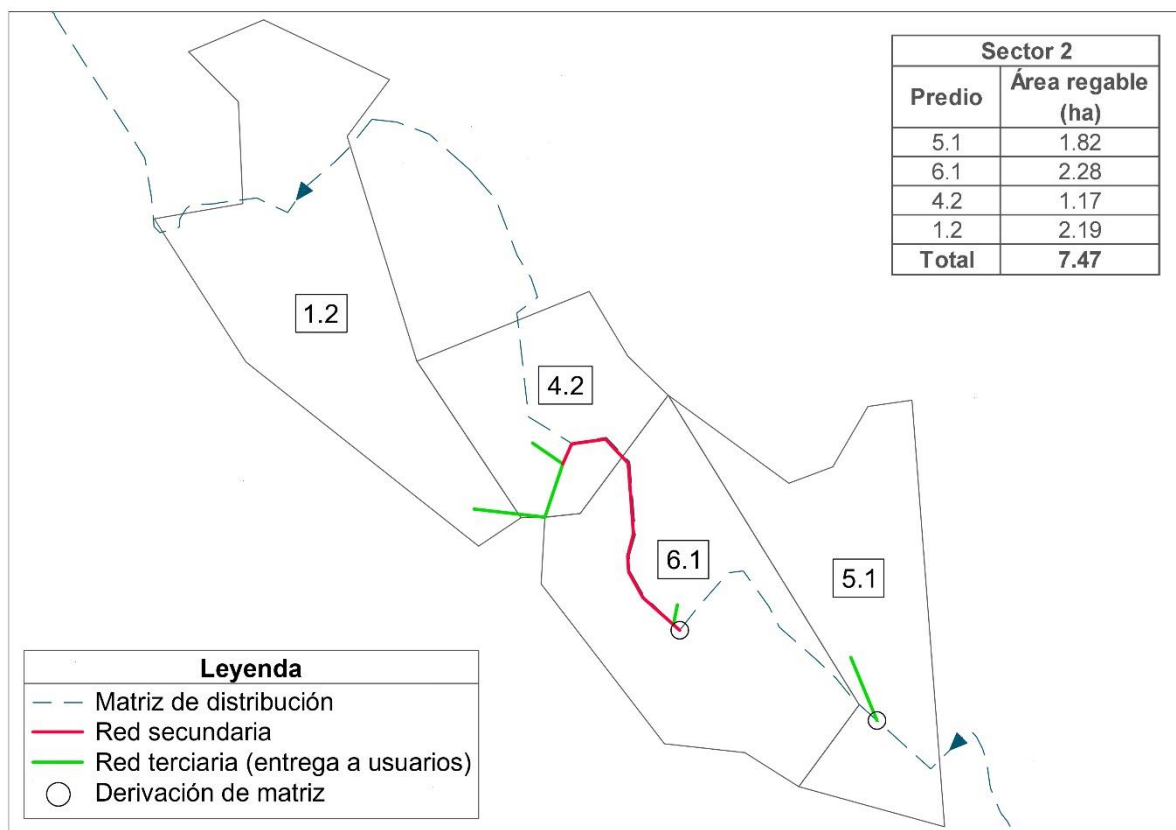 Sector 2
Predio Área regable (ha)
5.1 1.82
6.1 2.28
4.2 1.17
1.2 2.19
Total 7.47
1.2
4.2
6.1
5.1
Leyenda
Matriz de distribución
Red secundaria
Red terciaria (entrega a usuarios)
Derivación de matriz